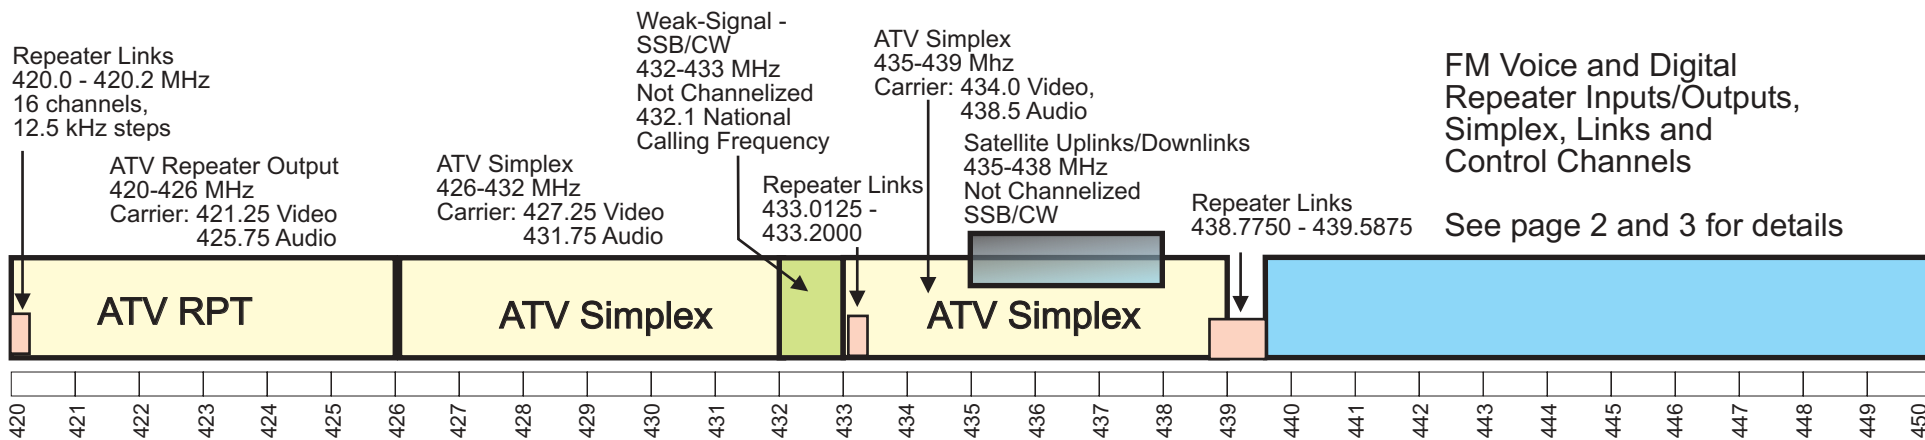 Repeater Links
420.0 - 420.2 MHz
16 channels,
12.5 kHz steps
ATV Repeater Output
420-426 MHz
Carrier: 421.25 Video
425.75 Audio
ATV Simplex
426-432 MHz
Carrier: 427.25 Video
431.75 Audio
Weak-Signal -
SSB/CW
432-433 MHz
Not Channelized
432.1 National
Calling Frequency
Repeater Links
433.0125 -
433.2000
ATV Simplex
435-439 Mhz
Carrier: 434.0 Video,
438.5 Audio
Satellite Uplinks/Downlinks
435-438 MHz
Not Channelized
SSB/CW
Repeater Links
438.7750 - 439.5875
FM Voice and Digital
Repeater Inputs/Outputs,
Simplex, Links and
Control Channels
See page 2 and 3 for details
ATV RPT
ATV Simplex
ATV Simplex
420
421
422
423
424
425
426
427
428
429
430
431
432
433
434
435
436
437
438
439
440
441
442
443
444
445
446
447
448
449
450